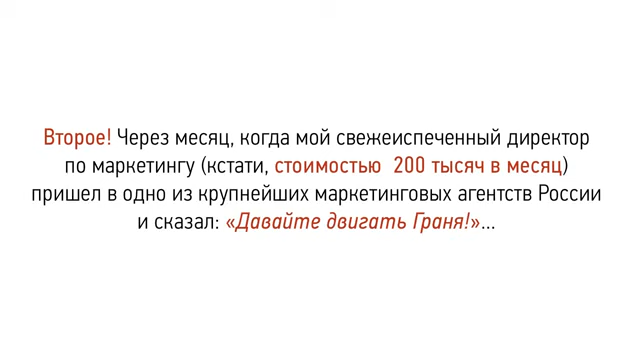 Второе! Через месяц, когда мой свежеиспеченный директор
по маркетингу (кстати, стоимостью 200 тысяч в месяц)
пришел в одно из крупнейших маркетинговых агентств России
и сказал: «Давайте двигать Граня!»...